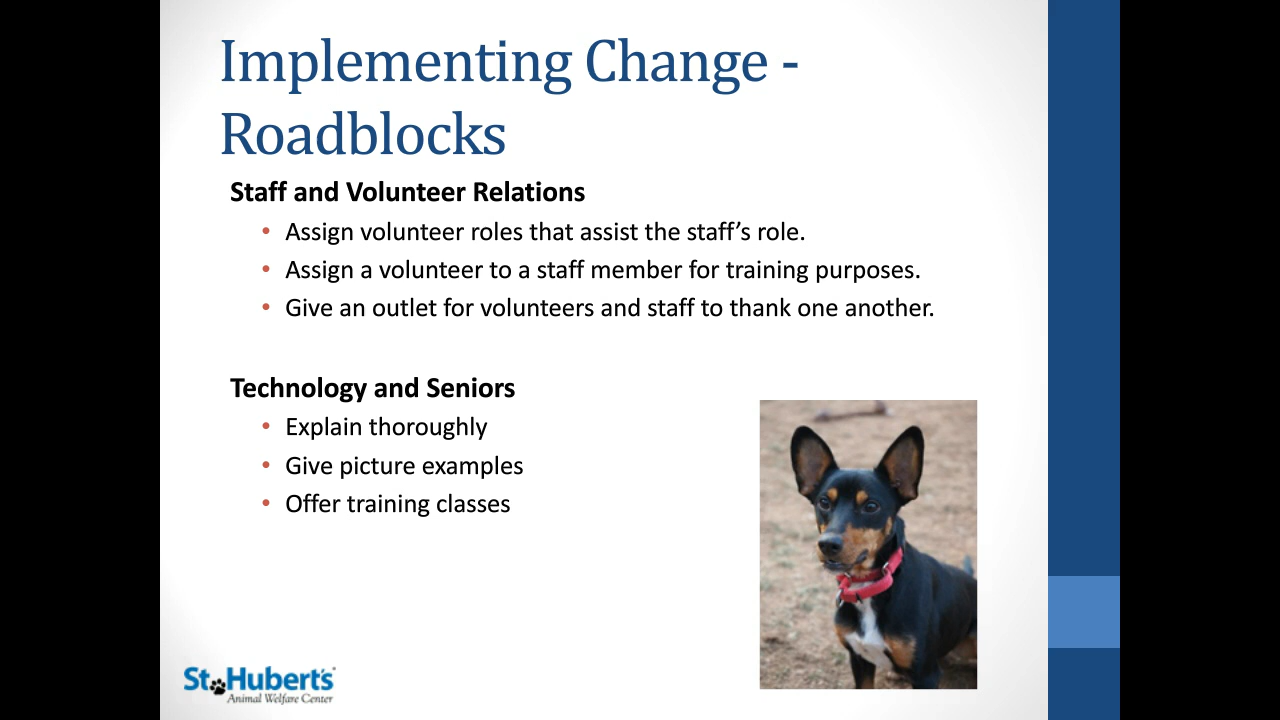 Implementing Change -
Roadblocks
Staff and Volunteer Relations
• Assign volunteer roles that assist the staff’s role.
• Assign a volunteer to a staff member for training purposes.
• Give an outlet for volunteers and staff to thank one another.
Technology and Seniors
• Explain thoroughly
• Give picture examples
• Offer training classes
St. Hubert's
Animal Welfare Center